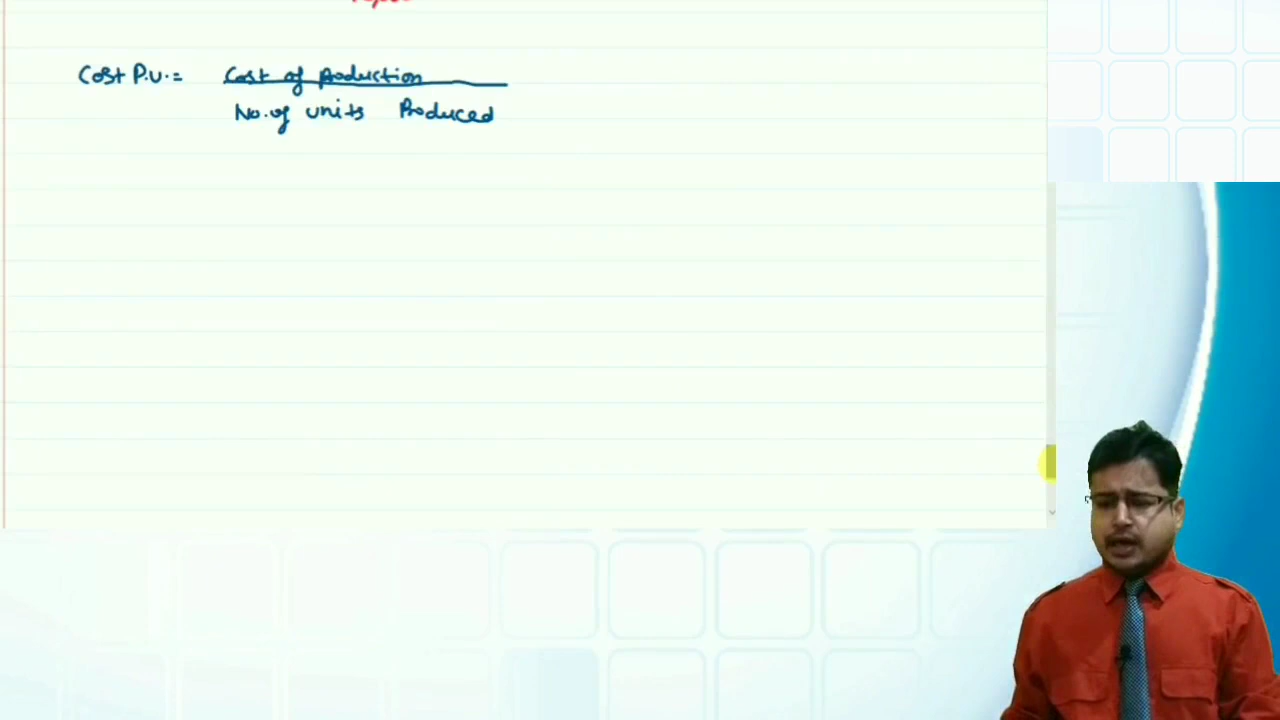 Cost P.U. = Cost of Production
No. of units Produced